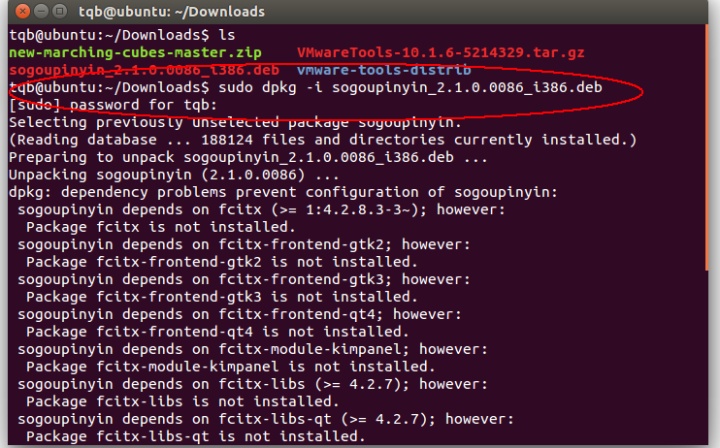 tqb@ubuntu: ~/Downloads
tqb@ubuntu:~/Downloads$ ls
new-marching-cubes-master.zip VMwareTools-10.1.6-5214329.tar.gz
sogoupinyin_2.1.0.0086_i386.deb vmware-tools-distrib
tqb@ubuntu:~/Downloads$ sudo dpkg -i sogoupinyin_2.1.0.0086_i386.deb
[sudo] password for tqb:
Selecting previously unselected package sogoupinyin.
(Reading database ... 188124 files and directories currently installed.)
Preparing to unpack sogoupinyin_2.1.0.0086_i386.deb ...
Unpacking sogoupinyin (2.1.0.0086) ...
dpkg: dependency problems prevent configuration of sogoupinyin:
sogoupinyin depends on fcitx (>= 1:4.2.8.3-3~); however:
Package fcitx is not installed.
sogoupinyin depends on fcitx-frontend-gtk2; however:
Package fcitx-frontend-gtk2 is not installed.
sogoupinyin depends on fcitx-frontend-gtk3; however:
Package fcitx-frontend-gtk3 is not installed.
sogoupinyin depends on fcitx-frontend-qt4; however:
Package fcitx-frontend-qt4 is not installed.
sogoupinyin depends on fcitx-module-kimpanel; however:
Package fcitx-module-kimpanel is not installed.
sogoupinyin depends on fcitx-libs (>= 4.2.7); however:
Package fcitx-libs is not installed.
sogoupinyin depends on fcitx-libs-qt (>= 4.2.7); however:
Package fcitx-libs-qt is not installed.